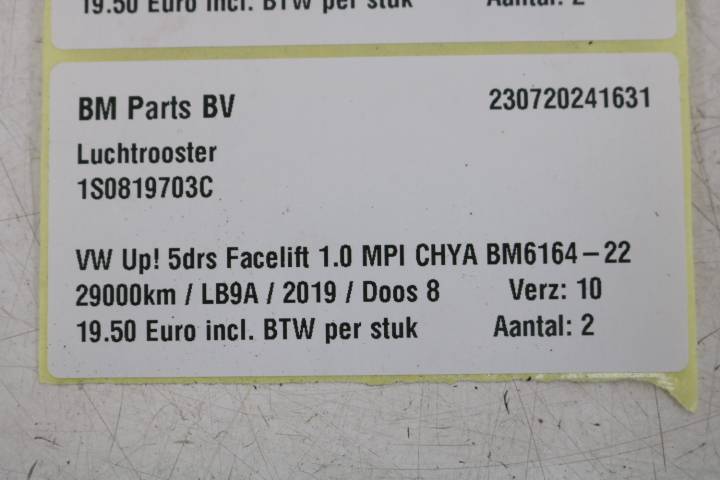 19.50 Euro incl. BTW per stuk Aantal: 2
BM Parts BV 230720241631
Luchtrooster
1S0819703C
VW Up! 5drs Facelift 1.0 MPI CHYA BM6164-22
29000km / LB9A / 2019 / Doos 8 Verz: 10
19.50 Euro incl. BTW per stuk Aantal: 2